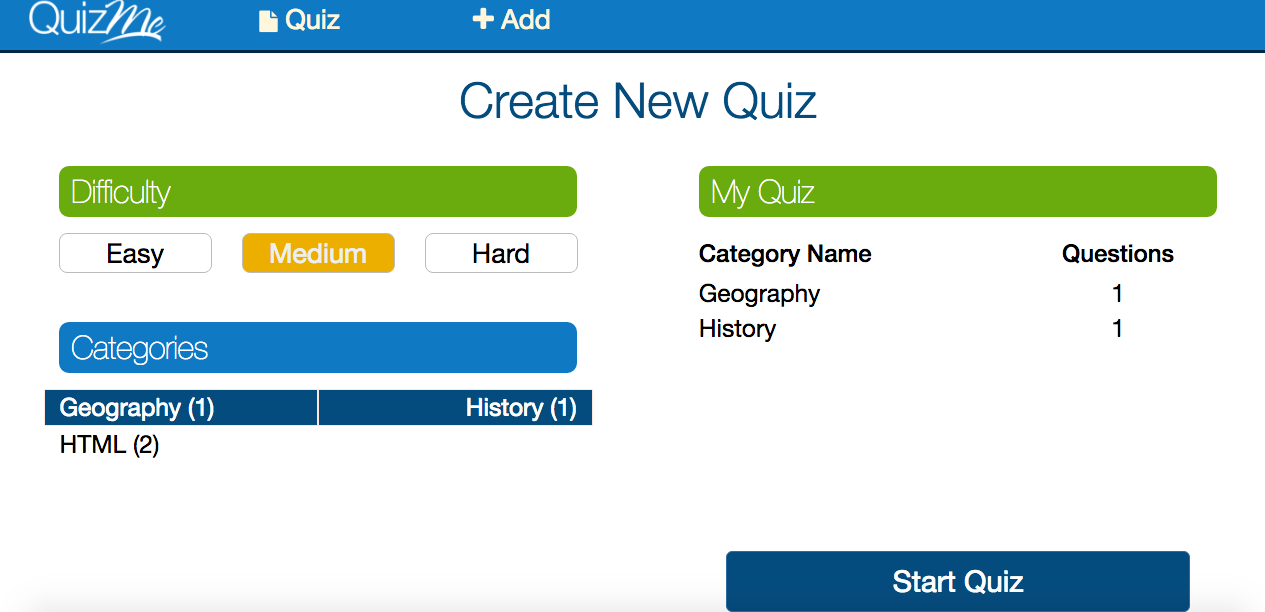 QuizMe Quiz + Add
Create New Quiz
Difficulty
Easy Medium Hard
Categories
Geography (1) History (1)
HTML (2)
My Quiz
Category Name Questions
Geography 1
History 1
Start Quiz